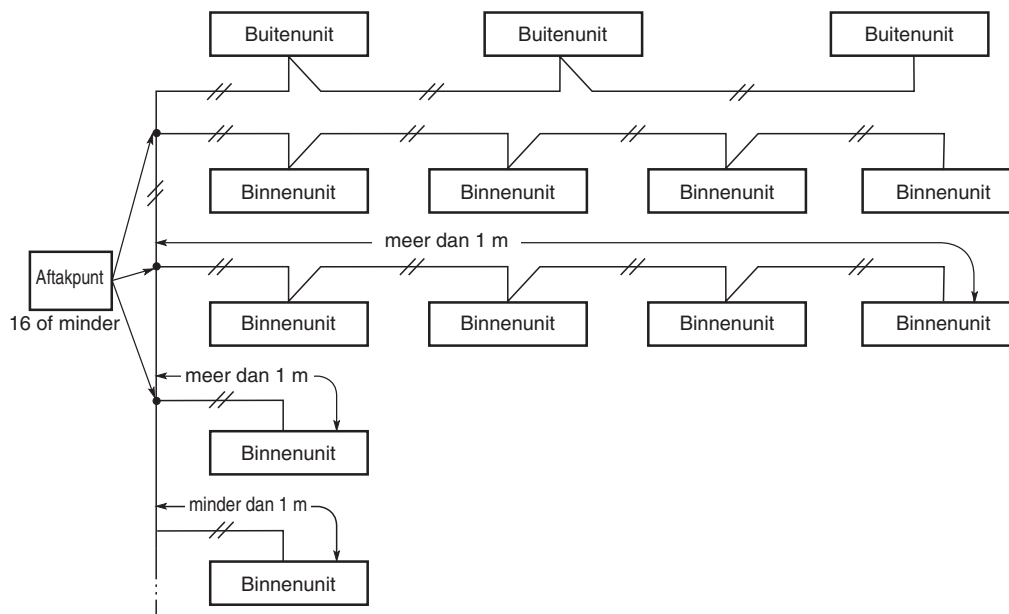 Buitenunit Buitenunit Buitenunit
Binnenunit Binnenunit Binnenunit Binnenunit
meer dan 1 m
Aftakpunt
16 of minder
Binnenunit Binnenunit Binnenunit Binnenunit
meer dan 1 m
Binnenunit
minder dan 1 m
Binnenunit